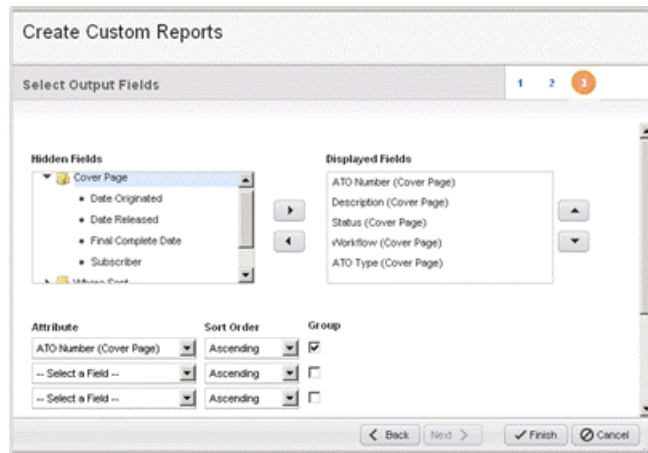 Create Custom Reports
Select Output Fields
1 2 3
Hidden Fields
Cover Page
Date Originated
Date Released
Final Complete Date
Subscriber
Where Sent
Displayed Fields
ATO Number (Cover Page)
Description (Cover Page)
Status (Cover Page)
Workflow (Cover Page)
ATO Type (Cover Page)
Attribute Sort Order Group
ATO Number (Cover Page) Ascending
-- Select a Field -- Ascending
-- Select a Field -- Ascending
Back Next Finish Cancel